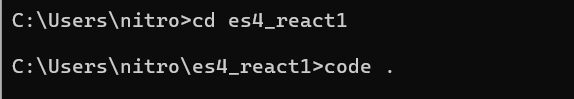 C:\Users\nitro>cd es4_react1
C:\Users\nitro\es4_react1>code .